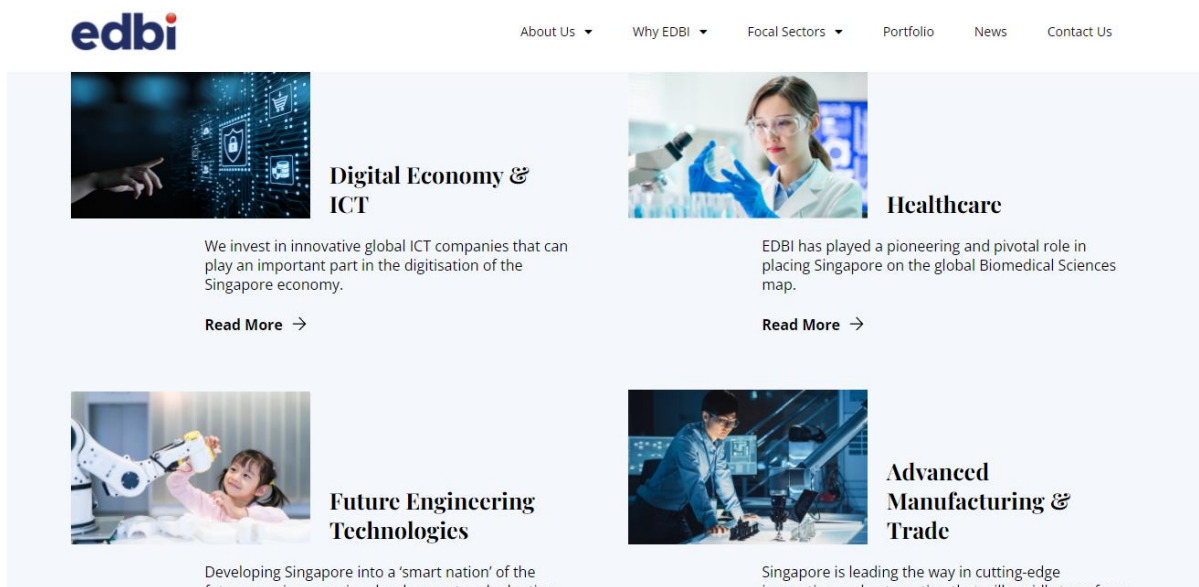 edbi
About Us
Why EDBI
Focal Sectors
Portfolio
News
Contact Us
Digital Economy &
ICT
We invest in innovative global ICT companies that can
play an important part in the digitisation of the
Singapore economy.
Read More
Healthcare
EDBI has played a pioneering and pivotal role in
placing Singapore on the global Biomedical Sciences
map.
Read More
Future Engineering
Technologies
Developing Singapore into a ‘smart nation’ of the
Advanced
Manufacturing &
Trade
Singapore is leading the way in cutting-edge